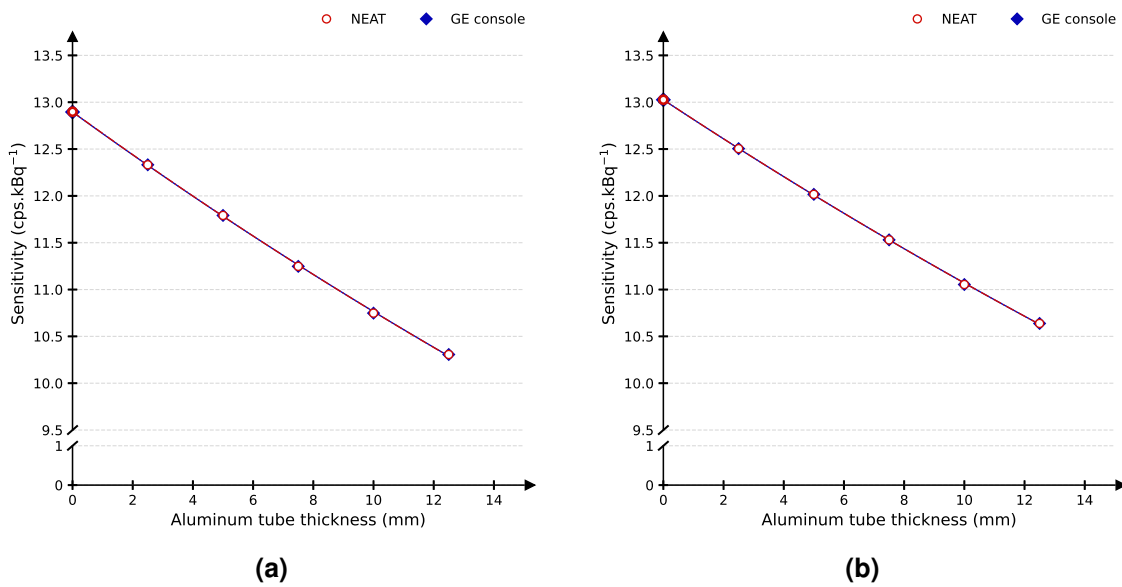 NEAT GE console
13.5
13.0
12.5
12.0
11.5
11.0
10.5
10.0
9.5
1
0
Sensitivity (cps.kBq⁻¹)
0 2 4 6 8 10 12 14
Aluminum tube thickness (mm)
(a)
NEAT GE console
13.5
13.0
12.5
12.0
11.5
11.0
10.5
10.0
9.5
1
0
Sensitivity (cps.kBq⁻¹)
0 2 4 6 8 10 12 14
Aluminum tube thickness (mm)
(b)